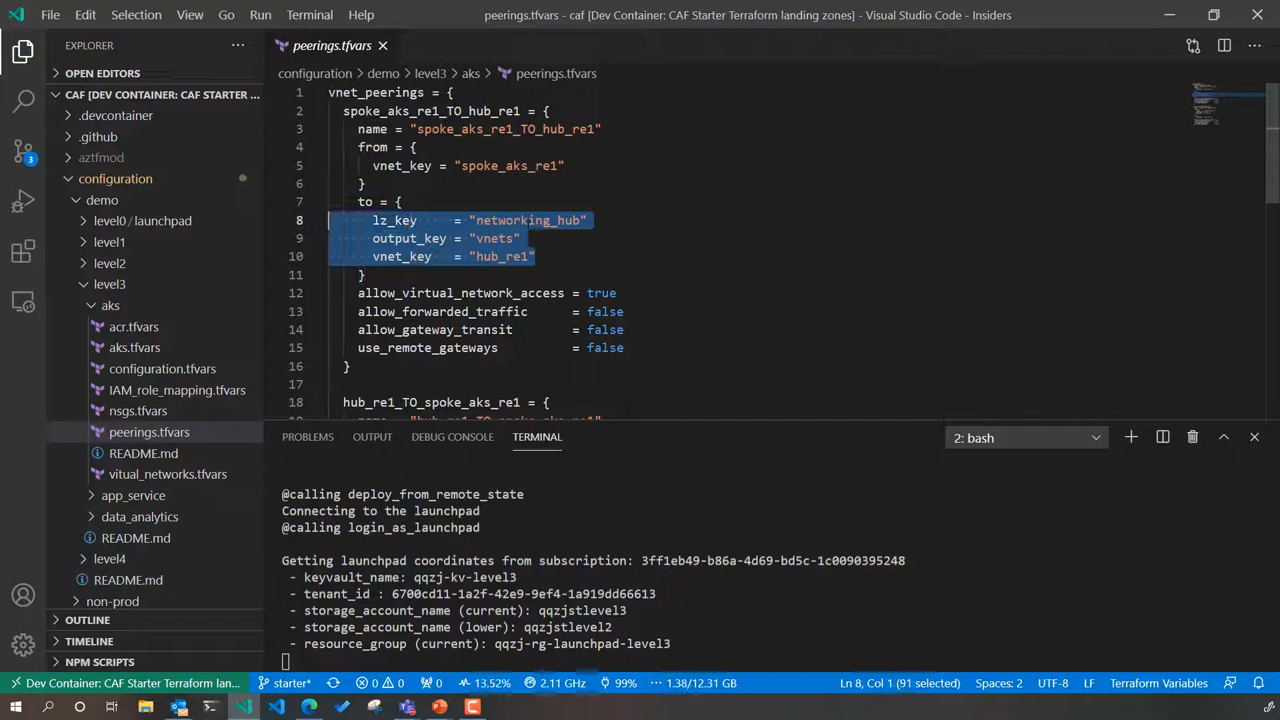 File Edit Selection View Go Run Terminal Help
peerings.tfvars - caf [Dev Container: CAF Starter Terraform landing zones] - Visual Studio Code - Insiders
EXPLORER
OPEN EDITORS
CAF [DEV CONTAINER: CAF STARTER ...
.devcontainer
.github
aztfmod
configuration
demo
level0 / launchpad
level1
level2
level3
aks
acr.tfvars
aks.tfvars
configuration.tfvars
IAM_role_mapping.tfvars
nsgs.tfvars
peerings.tfvars
README.md
vitual_networks.tfvars
app_service
data_analytics
README.md
level4
README.md
non-prod
OUTLINE
TIMELINE
NPM SCRIPTS
3
peerings.tfvars
configuration > demo > level3 > aks > peerings.tfvars
1 vnet_peerings = {
2 spoke_aks_re1_TO_hub_re1 = {
3 name = "spoke_aks_re1_TO_hub_re1"
4 from = {
5 vnet_key = "spoke_aks_re1"
6 }
7 to = {
8 lz_key = "networking_hub"
9 output_key = "vnets"
10 vnet_key = "hub_re1"
11 }
12 allow_virtual_network_access = true
13 allow_forwarded_traffic = false
14 allow_gateway_transit = false
15 use_remote_gateways = false
16 }
17
18 hub_re1_TO_spoke_aks_re1 = {
PROBLEMS OUTPUT DEBUG CONSOLE TERMINAL
2: bash
@calling deploy_from_remote_state
Connecting to the launchpad
@calling login_as_launchpad
Getting launchpad coordinates from subscription: 3ff1eb49-b86a-4d69-bd5c-1c0090395248
- keyvault_name: qqzj-kv-level3
- tenant_id : 6700cd11-1a2f-42e9-9ef4-1a919dd66613
- storage_account_name (current): qqzjstlevel3
- storage_account_name (lower): qqzjstlevel2
- resource_group (current): qqzj-rg-launchpad-level3
Dev Container: CAF Starter Terraform lan... starter* 0 0 0 13.52% 2.11 GHz 99% 1.38/12.31 GB Ln 8, Col 1 (91 selected) Spaces: 2 UTF-8 LF Terraform Variables